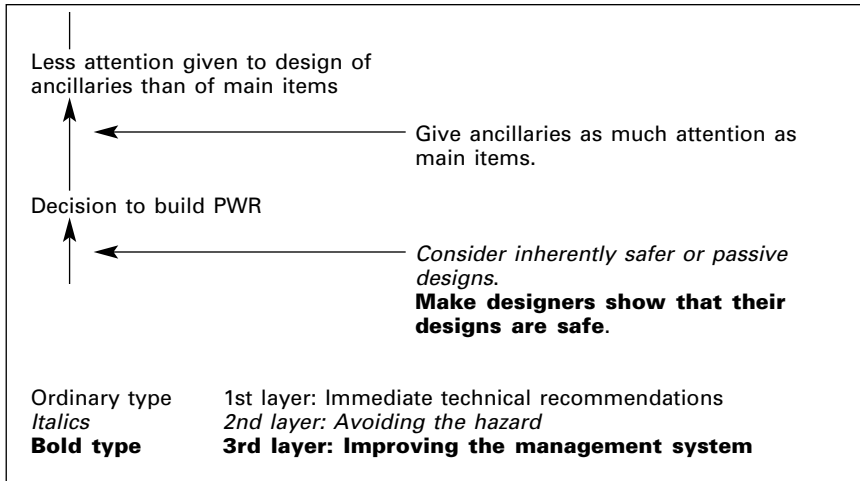 Less attention given to design of
ancillaries than of main items
Give ancillaries as much attention as
main items.
Decision to build PWR
Consider inherently safer or passive
designs.
Make designers show that their
designs are safe.
Ordinary type 1st layer: Immediate technical recommendations
Italics 2nd layer: Avoiding the hazard
Bold type 3rd layer: Improving the management system